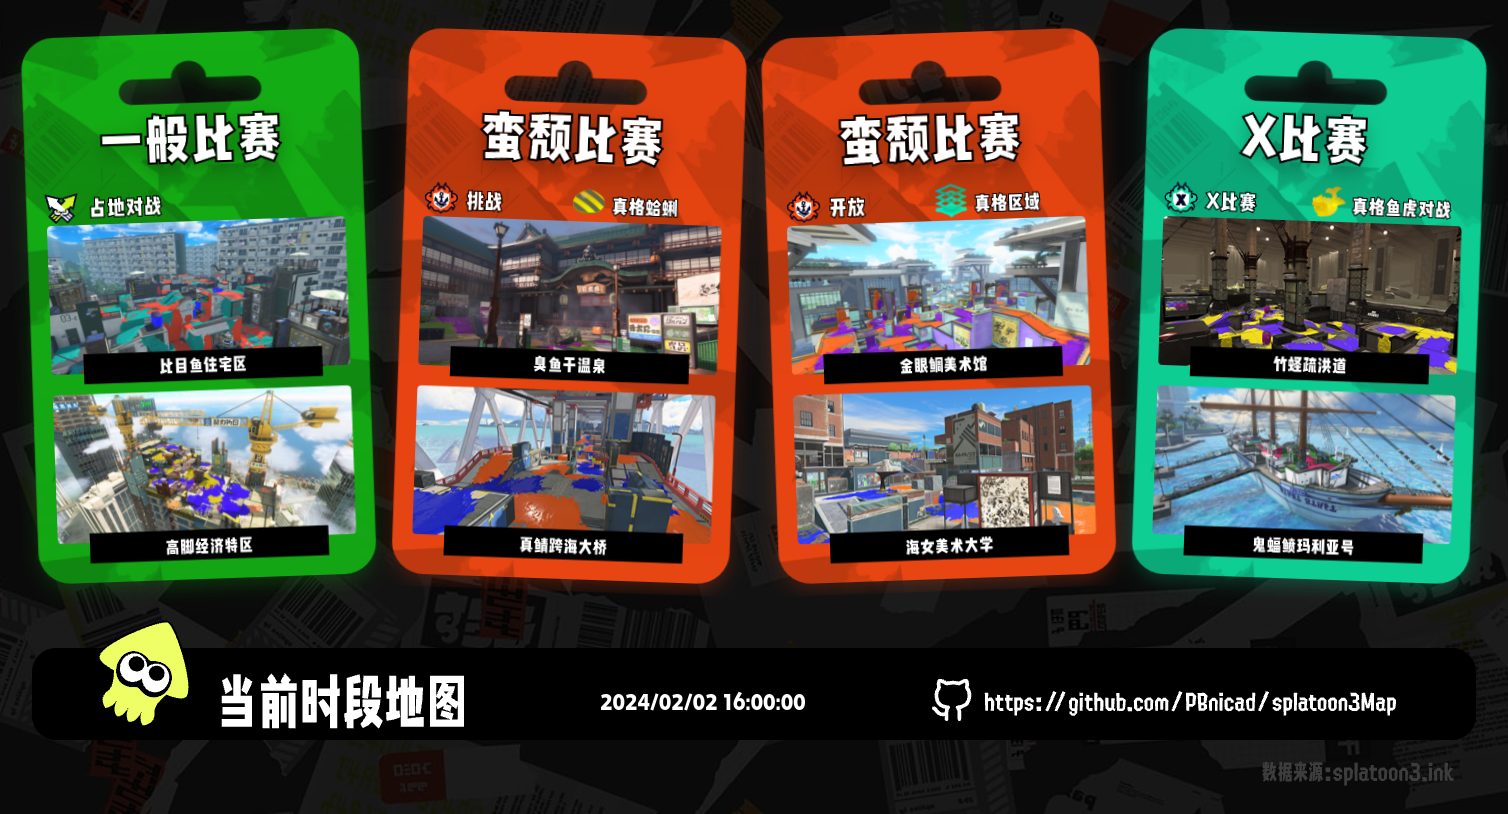 一般比赛
占地对战
比目鱼住宅区
高脚经济特区
蛮颓比赛
挑战
真格蛤蜊
臭鱼干温泉
真鲭跨海大桥
蛮颓比赛
开放
真格区域
金眼鲷美术馆
海女美术大学
X比赛
X比赛
真格鱼虎对战
竹蛏疏洪道
鬼蝠鲼玛利亚号
当前时段地图
2024/02/02 16:00:00
https://github.com/PBnicad/splatoon3Map
数据来源:splatoon3.ink